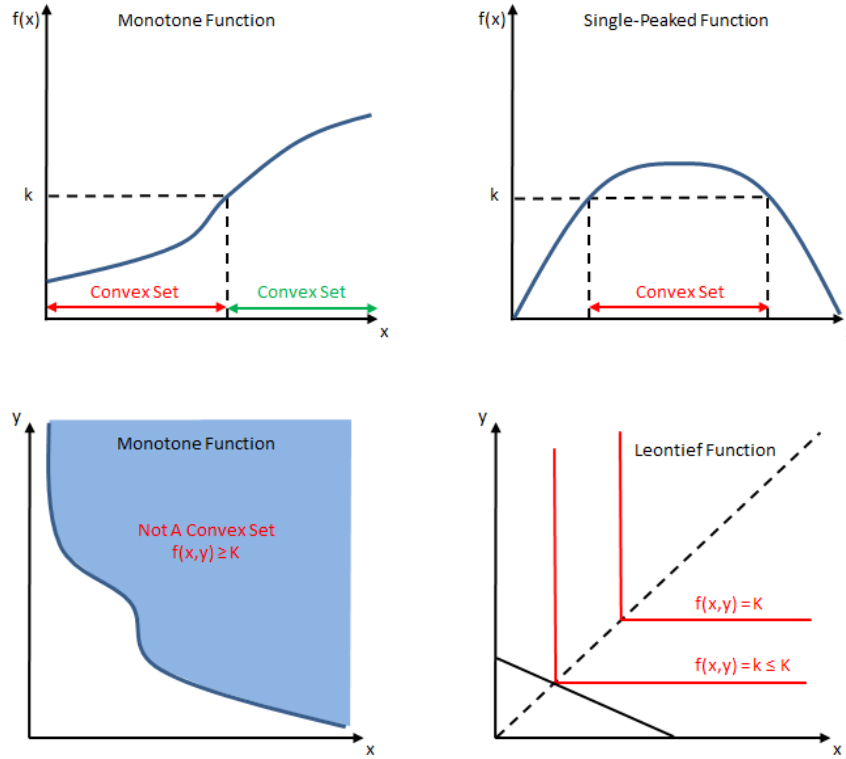 f(x)
Monotone Function
k
Convex Set
Convex Set
x
f(x)
Single-Peaked Function
k
Convex Set
y
Monotone Function
Not A Convex Set
f(x,y) ≥ K
x
y
Leontief Function
f(x,y) = K
f(x,y) = k ≤ K
x